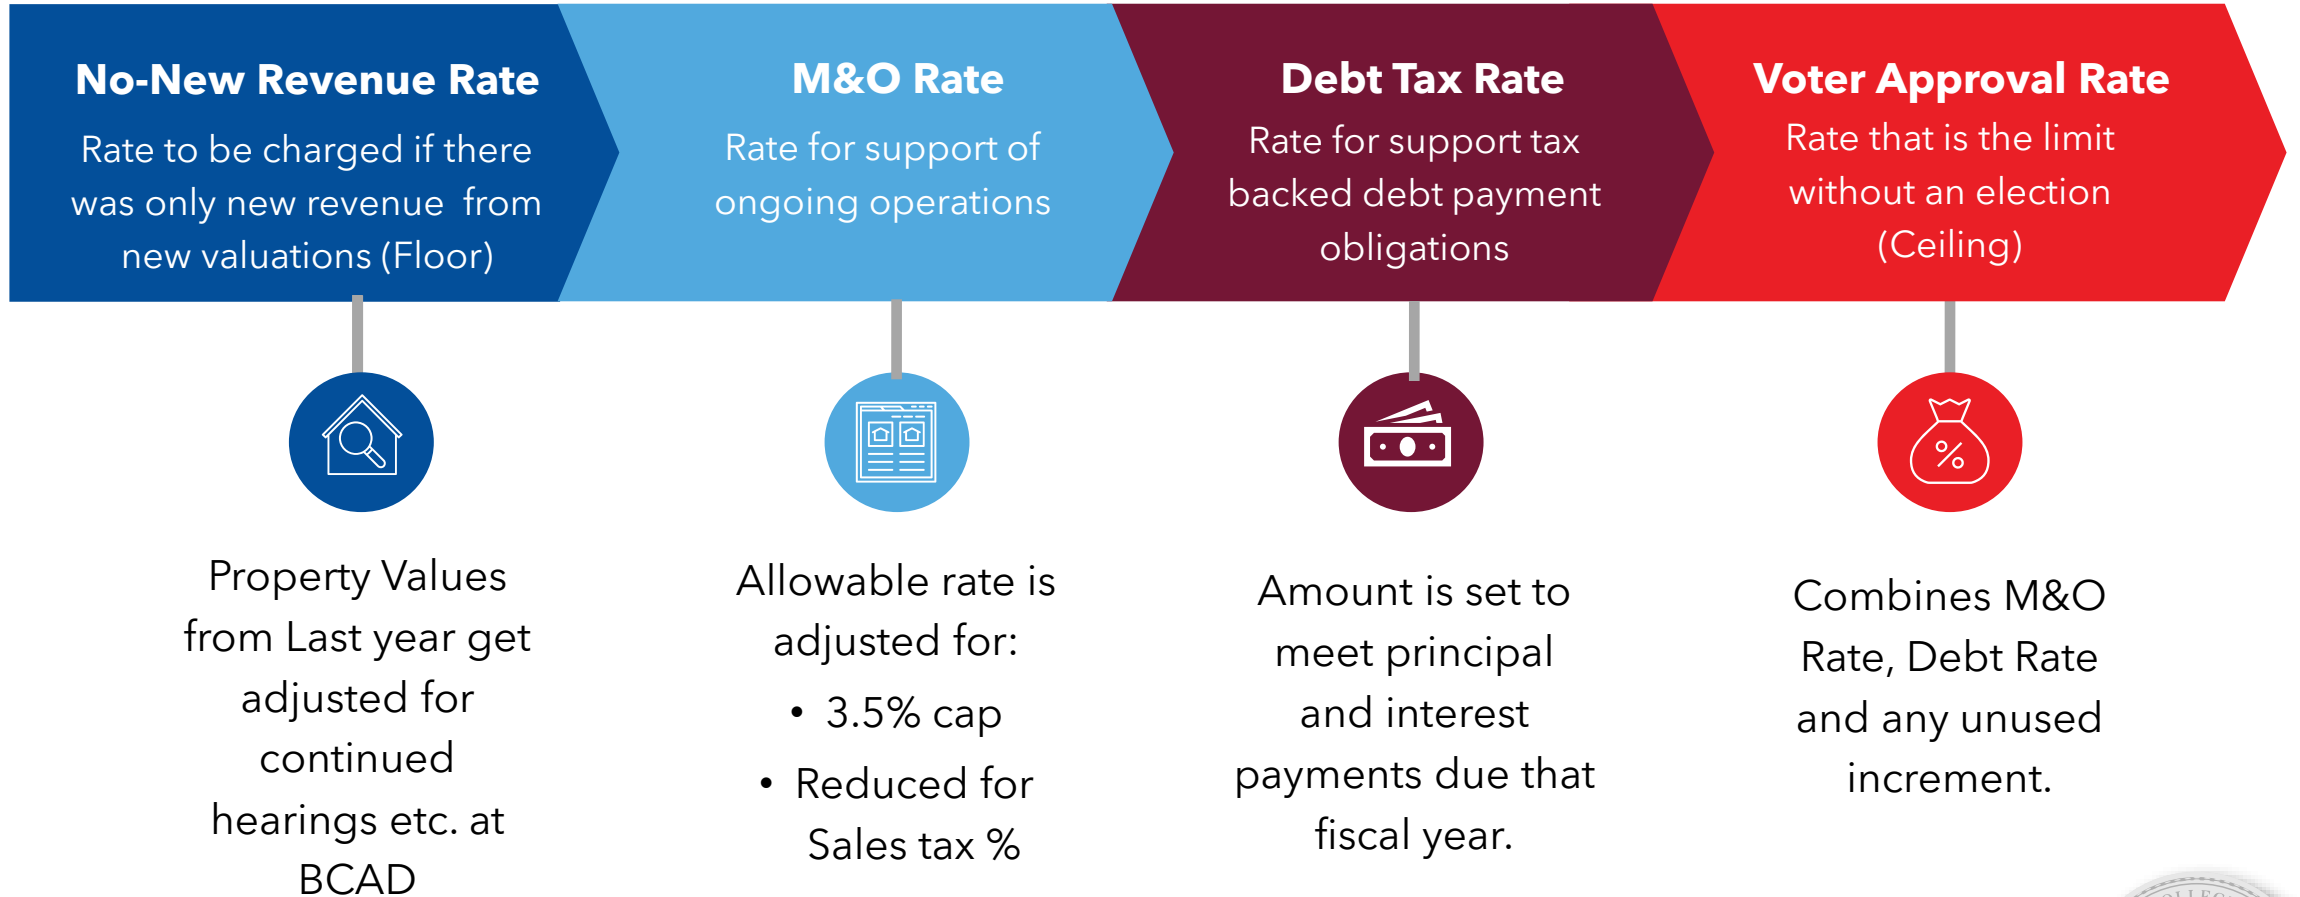 No-New Revenue Rate
Rate to be charged if there
was only new revenue from
new valuations (Floor)
M&O Rate
Rate for support of
ongoing operations
Debt Tax Rate
Rate for support tax
backed debt payment
obligations
Voter Approval Rate
Rate that is the limit
without an election
(Ceiling)
Property Values
from Last year get
adjusted for
continued
hearings etc. at
BCAD
Allowable rate is
adjusted for:
• 3.5% cap
• Reduced for
Sales tax %
Amount is set to
meet principal
and interest
payments due that
fiscal year.
%
Combines M&O
Rate, Debt Rate
and any unused
increment.